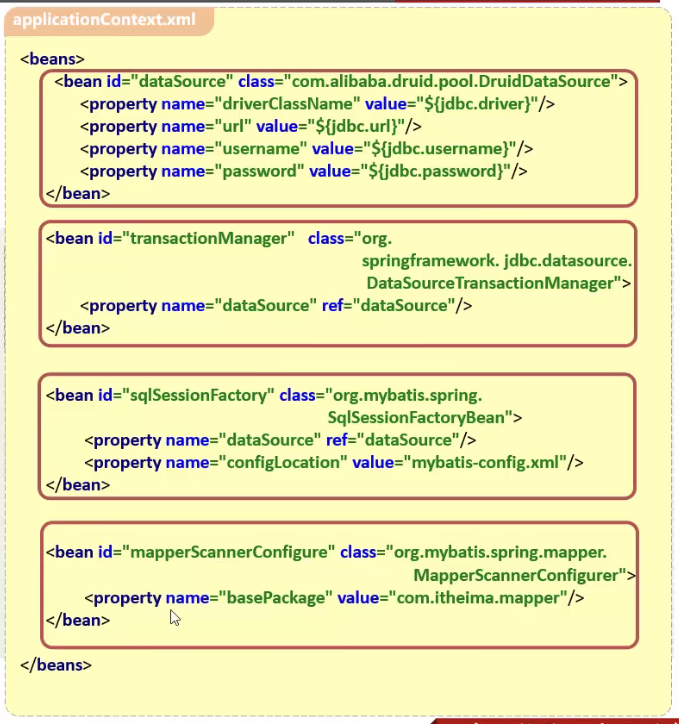 applicationContext.xml
<beans>
<bean id="dataSource" class="com.alibaba.druid.pool.DruidDataSource">
<property name="driverClassName" value="${jdbc.driver}"/>
<property name="url" value="${jdbc.url}"/>
<property name="username" value="${jdbc.username}"/>
<property name="password" value="${jdbc.password}"/>
</bean>
<bean id="transactionManager" class="org.
springframework. jdbc.datasource.
DataSourceTransactionManager">
<property name="dataSource" ref="dataSource"/>
</bean>
<bean id="sqlSessionFactory" class="org.mybatis.spring.
SqlSessionFactoryBean">
<property name="dataSource" ref="dataSource"/>
<property name="configLocation" value="mybatis-config.xml"/>
</bean>
<bean id="mapperScannerConfigure" class="org.mybatis.spring.mapper.
MapperScannerConfigurer">
<property name="basePackage" value="com.itheima.mapper"/>
</bean>
</beans>